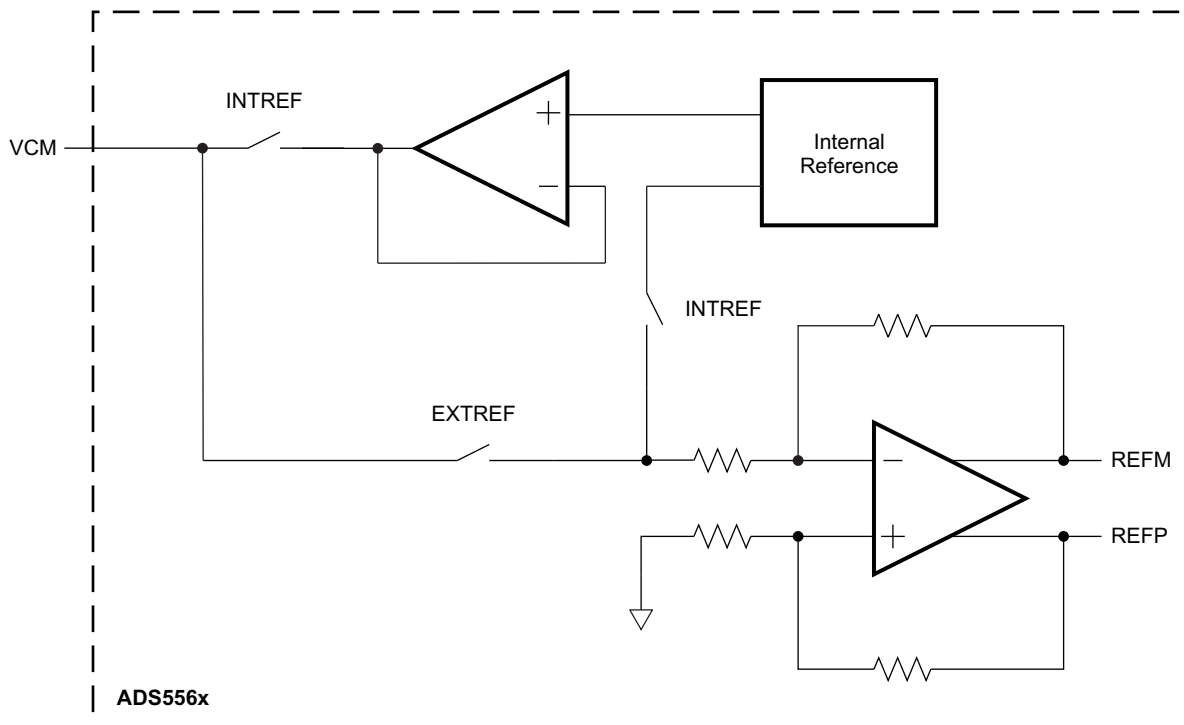 INTREF
VCM
Internal
Reference
INTREF
EXTREF
REFM
REFP
ADS556x